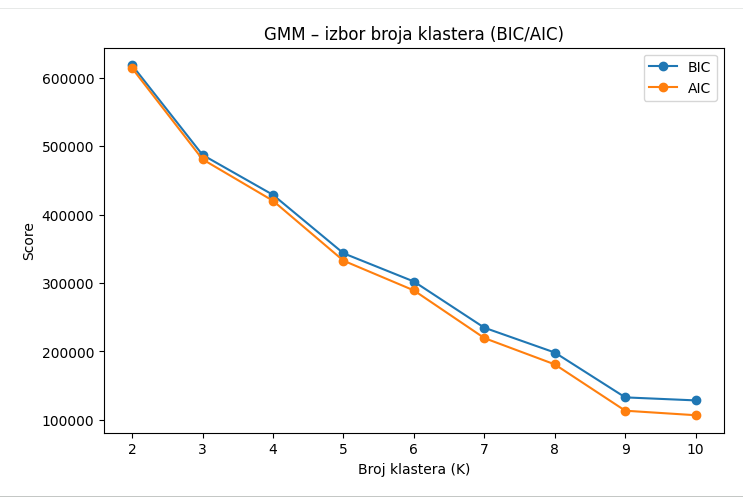 GMM – izbor broja klastera (BIC/AIC)
BIC
AIC
600000
500000
400000
300000
200000
100000
Score
2 3 4 5 6 7 8 9 10
Broj klastera (K)